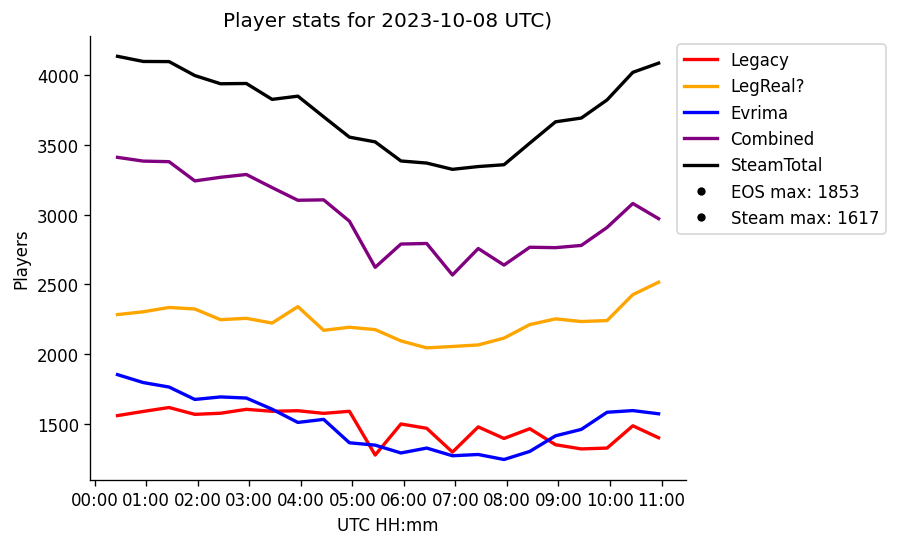 Player stats for 2023-10-08 UTC)
Legacy
LegReal?
Evrima
Combined
SteamTotal
EOS max: 1853
Steam max: 1617
4000
3500
3000
2500
2000
1500
Players
00:00 01:00 02:00 03:00 04:00 05:00 06:00 07:00 08:00 09:00 10:00 11:00
UTC HH:mm